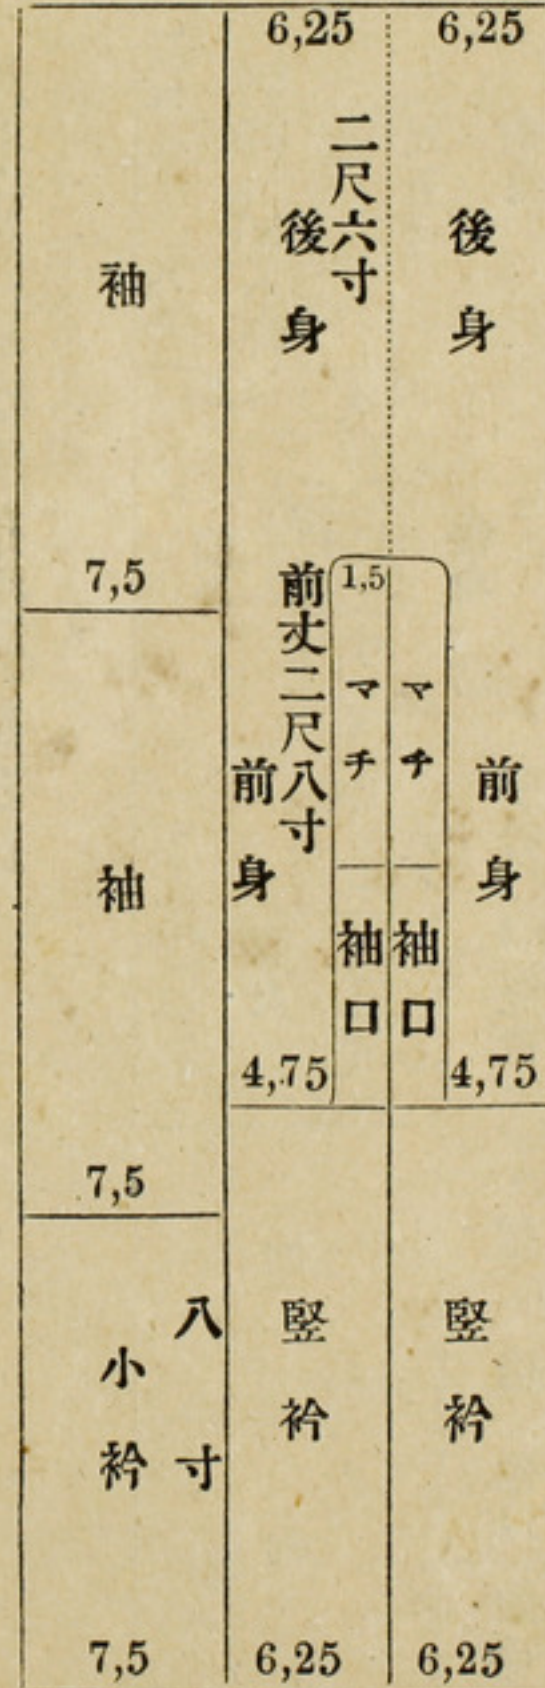 6,25
後身
マチ
袖口
前身
4,75
竪衿
6,25
6,25
二尺六寸
後身
1,5
マチ
袖口
前丈二尺八寸
前身
4,75
竪衿
6,25
袖
7,5
袖
7,5
八寸
小衿
7,5